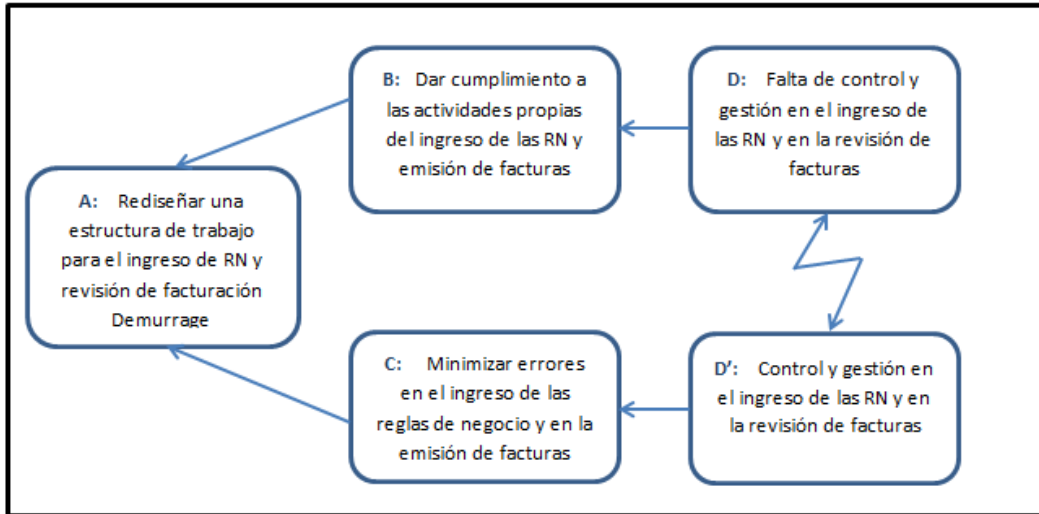 B: Dar cumplimiento a
las actividades propias
del ingreso de las RN y
emisión de facturas
D: Falta de control y
gestión en el ingreso de
las RN y en la revisión de
facturas
A: Rediseñar una
estructura de trabajo
para el ingreso de RN y
revisión de facturación
Demurrage
C: Minimizar errores
en el ingreso de las
reglas de negocio y en la
emisión de facturas
D': Control y gestión en
el ingreso de las RN y en
la revisión de facturas